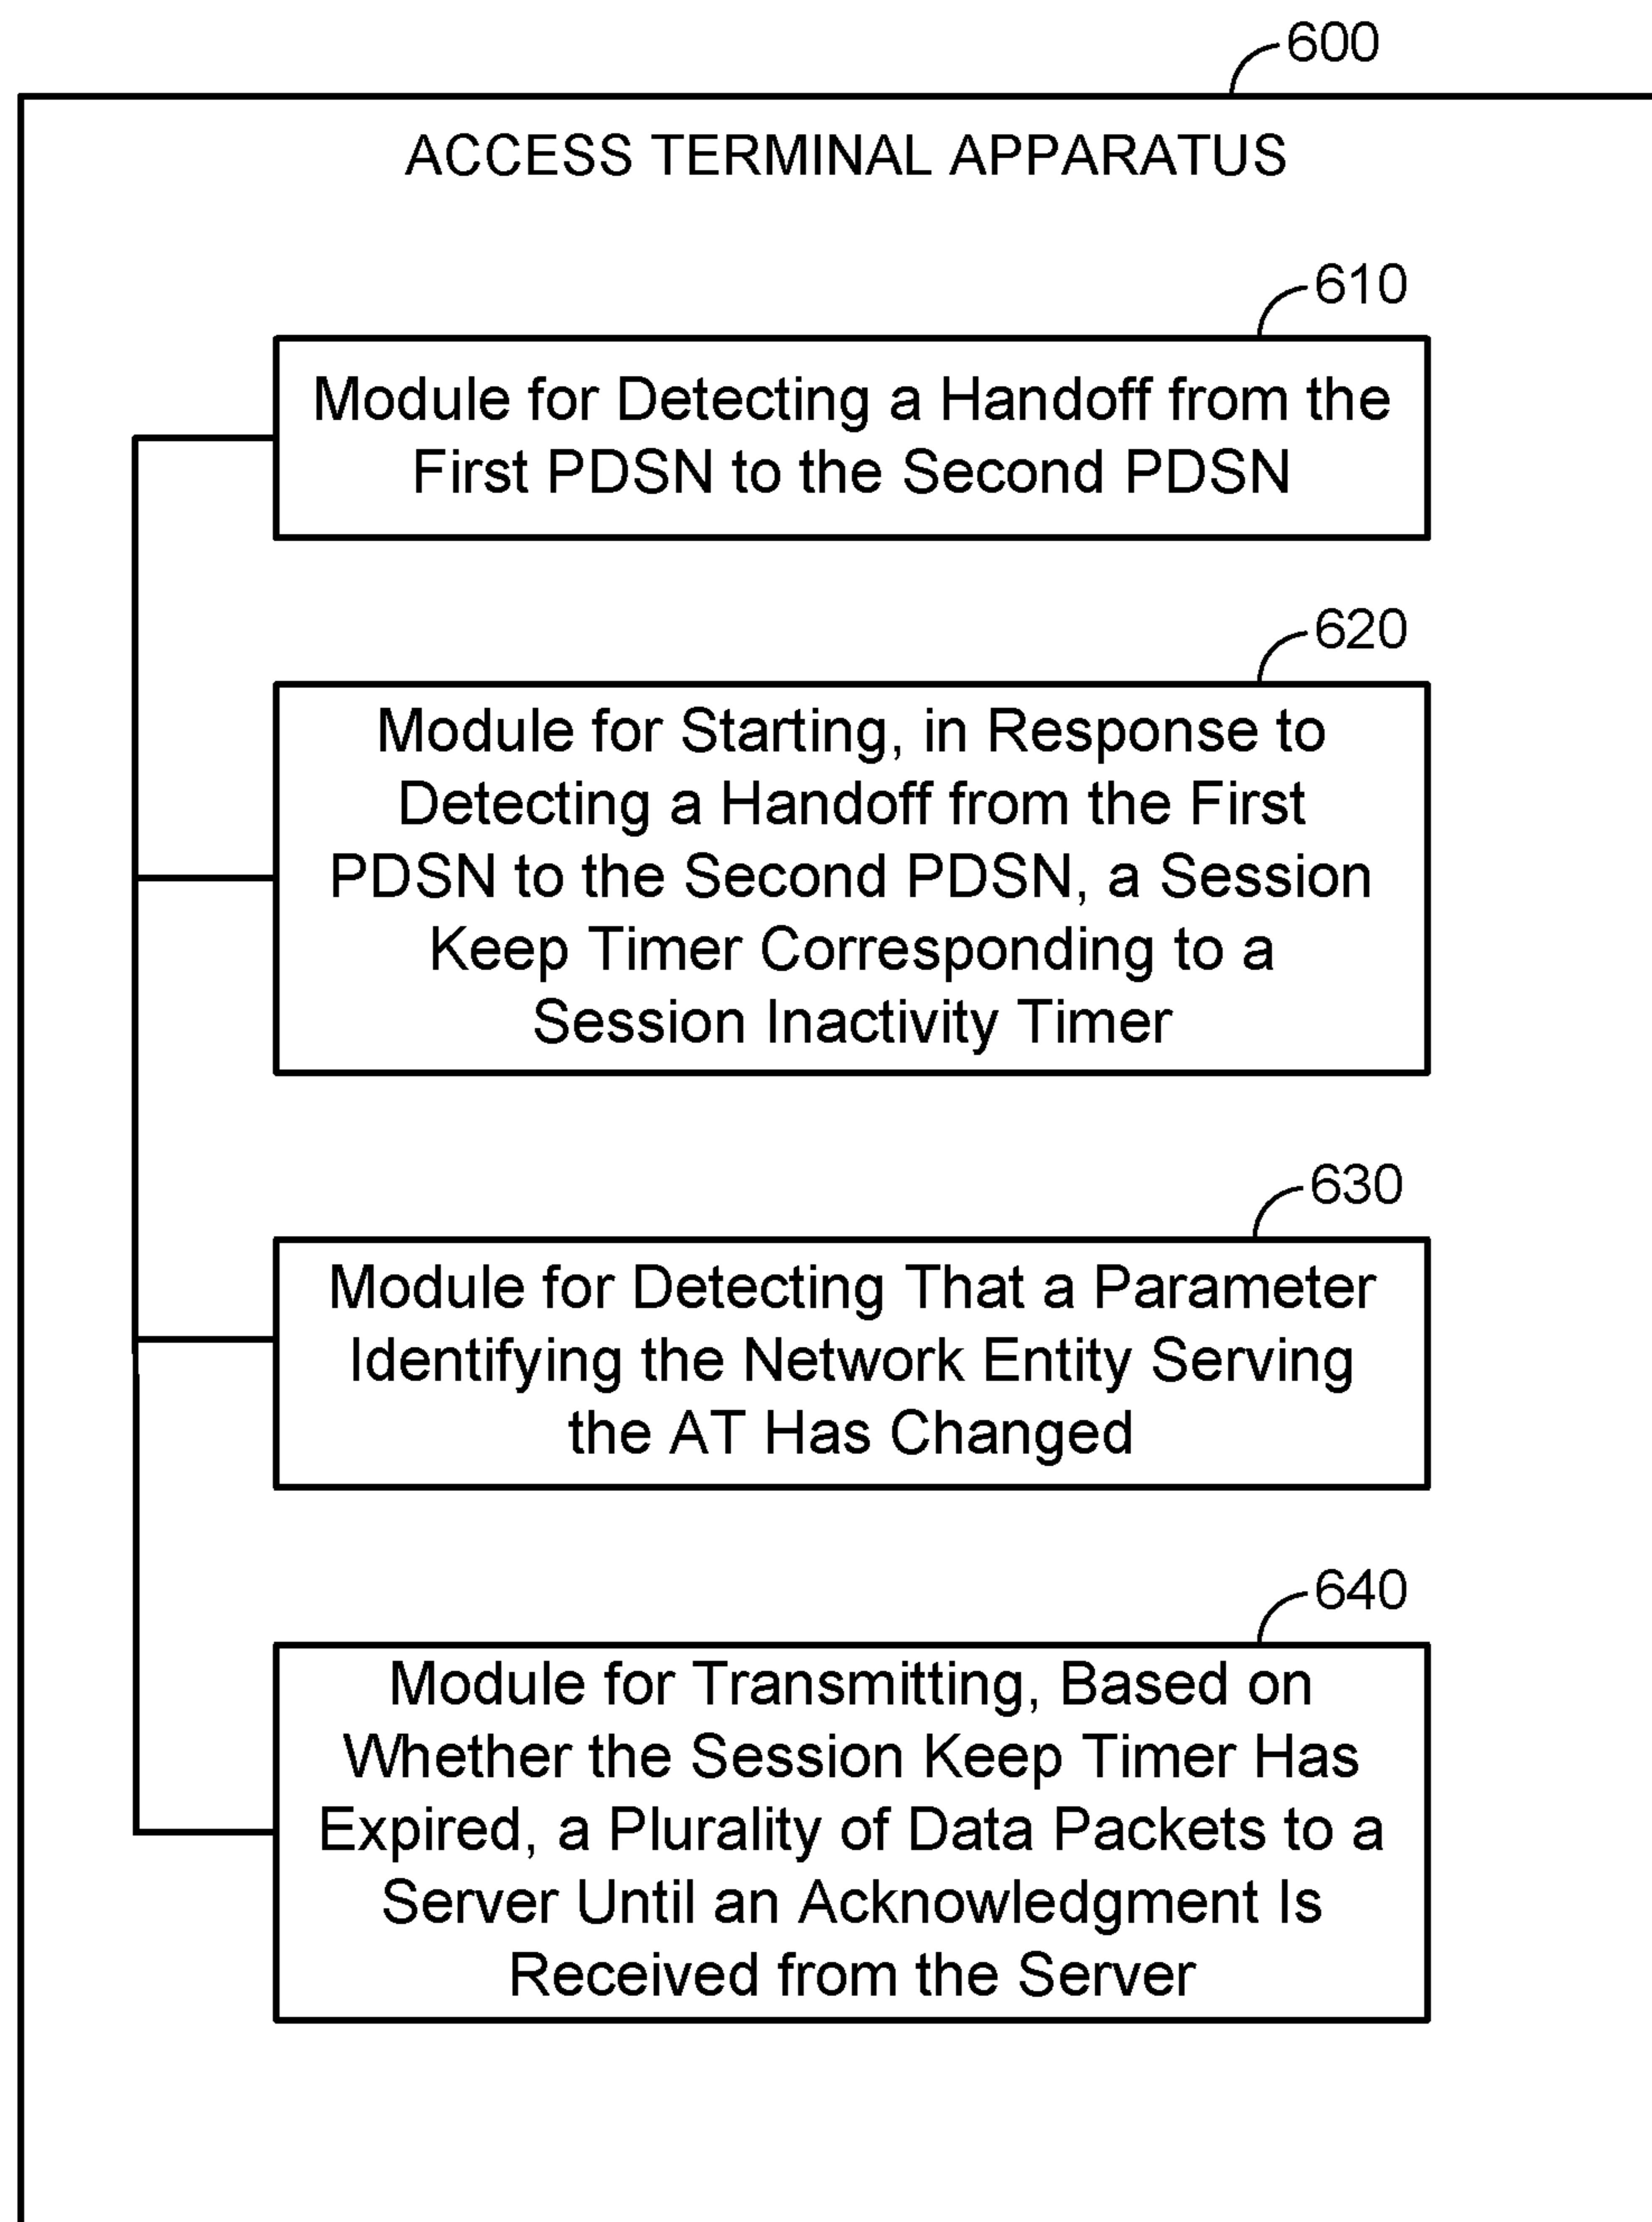 600
ACCESS TERMINAL APPARATUS
610
Module for Detecting a Handoff from the
First PDSN to the Second PDSN
620
Module for Starting, in Response to
Detecting a Handoff from the First
PDSN to the Second PDSN, a Session
Keep Timer Corresponding to a
Session Inactivity Timer
630
Module for Detecting That a Parameter
Identifying the Network Entity Serving
the AT Has Changed
640
Module for Transmitting, Based on
Whether the Session Keep Timer Has
Expired, a Plurality of Data Packets to a
Server Until an Acknowledgment Is
Received from the Server